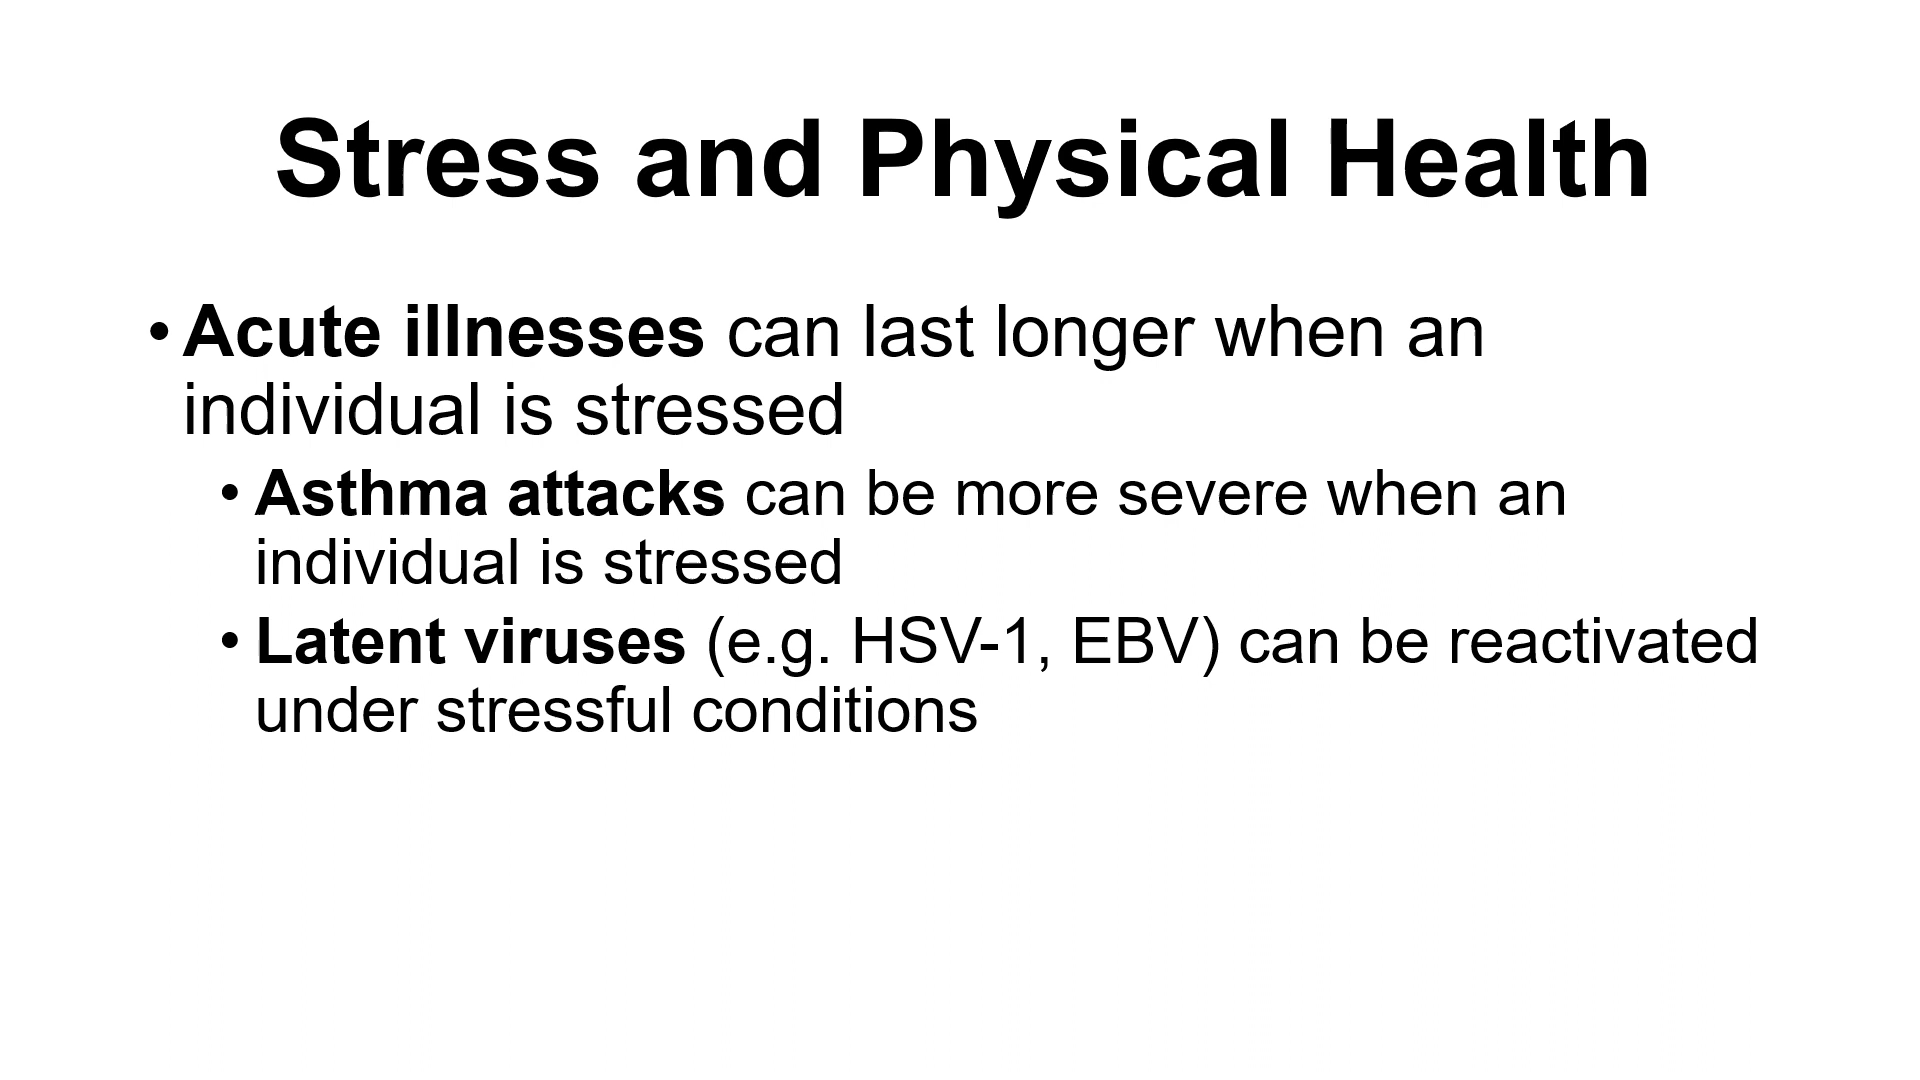 Stress and Physical Health
• Acute illnesses can last longer when an
individual is stressed
• Asthma attacks can be more severe when an
individual is stressed
• Latent viruses (e.g. HSV-1, EBV) can be reactivated
under stressful conditions